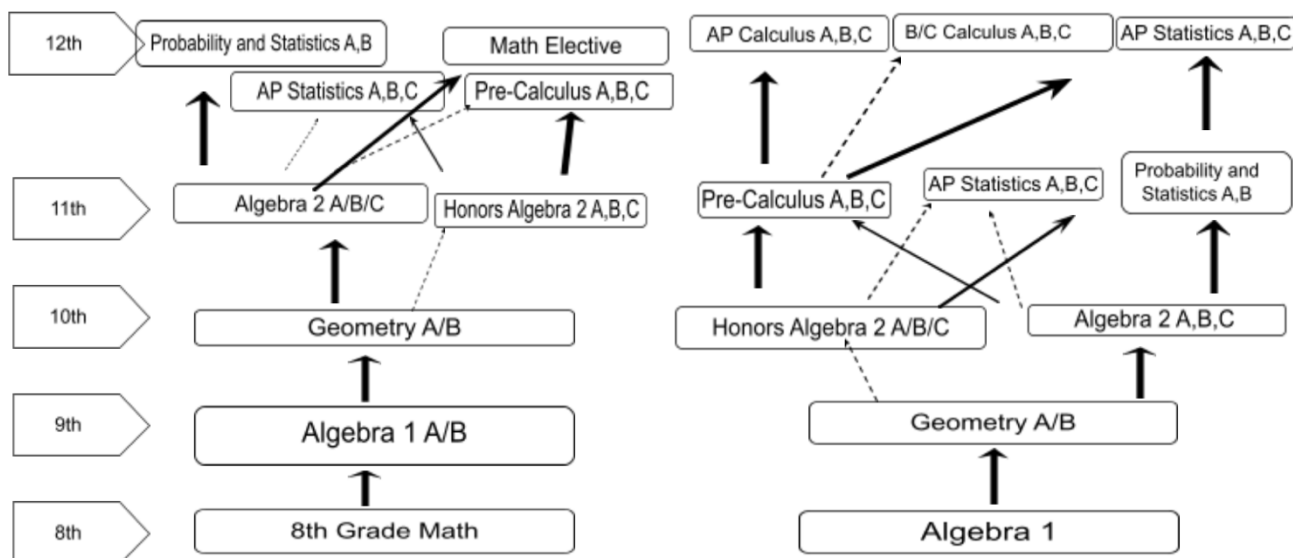 12th
Probability and Statistics A,B
Math Elective
AP Calculus A,B,C
B/C Calculus A,B,C
AP Statistics A,B,C
AP Statistics A,B,C
Pre-Calculus A,B,C
11th
Algebra 2 A/B/C
Honors Algebra 2 A,B,C
Pre-Calculus A,B,C
AP Statistics A,B,C
Probability and
Statistics A,B
10th
Geometry A/B
Honors Algebra 2 A/B/C
Algebra 2 A,B,C
9th
Algebra 1 A/B
Geometry A/B
8th
8th Grade Math
Algebra 1